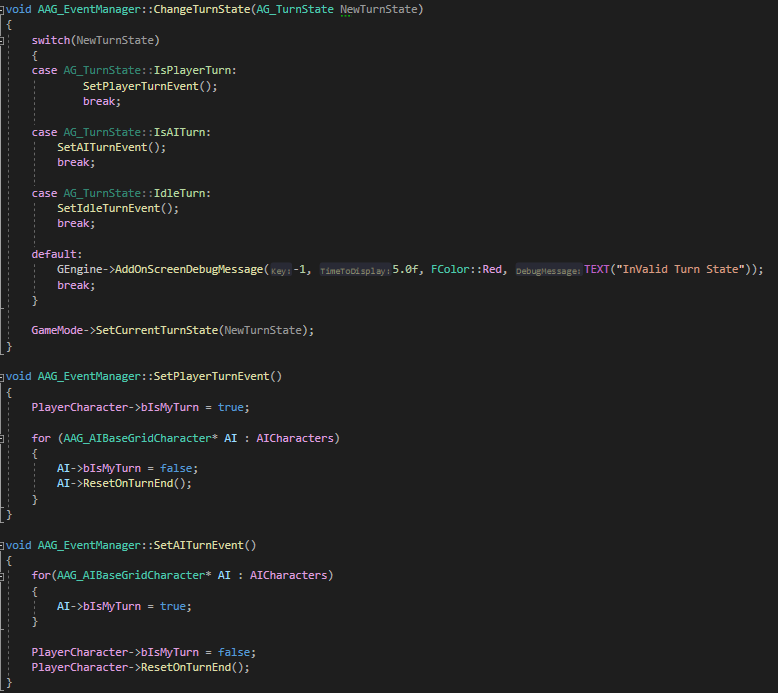 void AAG_EventManager::ChangeTurnState(AG_TurnState NewTurnState)
{
    switch(NewTurnState)
    {
    case AG_TurnState::IsPlayerTurn:
            SetPlayerTurnEvent();
            break;

    case AG_TurnState::IsAITurn:
        SetAITurnEvent();
        break;

    case AG_TurnState::IdleTurn:
        SetIdleTurnEvent();
        break;

    default:
        GEngine->AddOnScreenDebugMessage(Key:-1, TimeToDisplay:5.0f, FColor::Red, DebugMessage:TEXT("InValid Turn State"));
        break;
    }

    GameMode->SetCurrentTurnState(NewTurnState);
}

void AAG_EventManager::SetPlayerTurnEvent()
{
    PlayerCharacter->bIsMyTurn = true;

    for (AAG_AIBaseGridCharacter* AI : AICharacters)
    {
        AI->bIsMyTurn = false;
        AI->ResetOnTurnEnd();
    }
}

void AAG_EventManager::SetAITurnEvent()
{
    for(AAG_AIBaseGridCharacter* AI : AICharacters)
    {
        AI->bIsMyTurn = true;
    }

    PlayerCharacter->bIsMyTurn = false;
    PlayerCharacter->ResetOnTurnEnd();
}